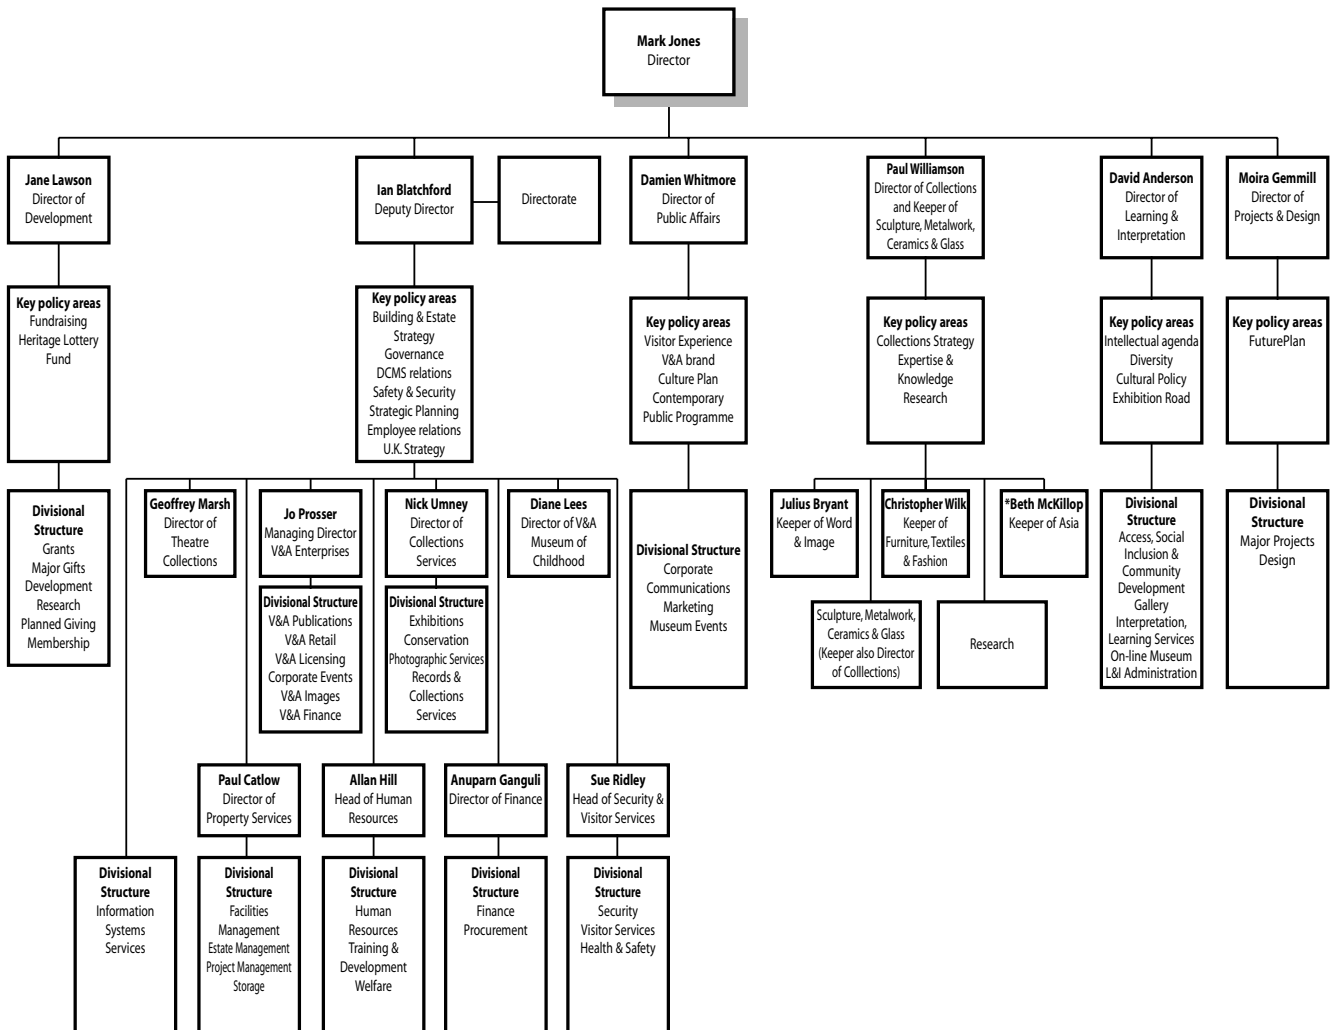 Mark Jones
Director
Jane Lawson
Director of
Development
Ian Blatchford
Deputy Director
Directorate
Damien Whitmore
Director of
Public Affairs
Paul Williamson
Director of Collections
and Keeper of
Sculpture, Metalwork,
Ceramics & Glass
David Anderson
Director of
Learning &
Interpretation
Moira Gemmill
Director of
Projects & Design
Key policy areas
Fundraising
Heritage Lottery
Fund
Key policy areas
Building & Estate
Strategy
Governance
DCMS relations
Safety & Security
Strategic Planning
Employee relations
U.K. Strategy
Key policy areas
Visitor Experience
V&A brand
Culture Plan
Contemporary
Public Programme
Key policy areas
Collections Strategy
Expertise &
Knowledge
Research
Key policy areas
Intellectual agenda
Diversity
Cultural Policy
Exhibition Road
Key policy areas
FuturePlan
Divisional
Structure
Grants
Major Gifts
Development
Research
Planned Giving
Membership
Geoffrey Marsh
Director of
Theatre
Collections
Jo Prosser
Managing Director
V&A Enterprises
Nick Umney
Director of
Collections
Services
Diane Lees
Director of V&A
Museum of
Childhood
Divisional Structure
Corporate
Communications
Marketing
Museum Events
Julius Bryant
Keeper of Word
& Image
Christopher Wilk
Keeper of
Furniture, Textiles
& Fashion
*Beth McKillop
Keeper of Asia
Divisional
Structure
Access, Social
Inclusion &
Community
Development
Gallery
Interpretation,
Learning Services
On-line Museum
L&I Administration
Divisional
Structure
Major Projects
Design
Divisional Structure
V&A Publications
V&A Retail
V&A Licensing
Corporate Events
V&A Images
V&A Finance
Divisional Structure
Exhibitions
Conservation
Photographic Services
Records &
Collections
Services
Sculpture, Metalwork,
Ceramics & Glass
(Keeper also Director
of Colllections)
Research
Paul Catlow
Director of
Property Services
Allan Hill
Head of Human
Resources
Anuparn Ganguli
Director of Finance
Sue Ridley
Head of Security &
Visitor Services
Divisional
Structure
Information
Systems
Services
Divisional
Structure
Facilities
Management
Estate Management
Project Management
Storage
Divisional
Structure
Human
Resources
Training &
Development
Welfare
Divisional
Structure
Finance
Procurement
Divisional
Structure
Security
Visitor Services
Health & Safety